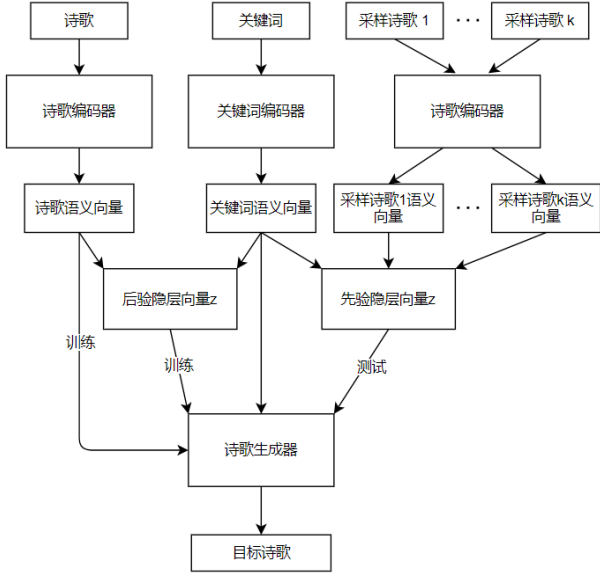 诗歌
关键词
采样诗歌 1
· · ·
采样诗歌 k
诗歌编码器
关键词编码器
诗歌编码器
诗歌语义向量
关键词语义向量
采样诗歌1语义
向量
· · ·
采样诗歌k语义
向量
后验隐层向量z
先验隐层向量z
训练
训练
测试
诗歌生成器
目标诗歌